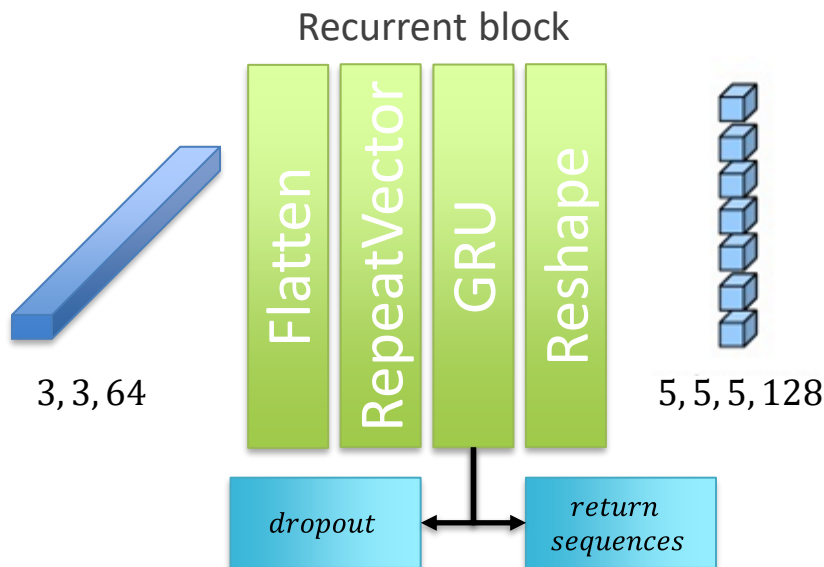 Recurrent block
Flatten
RepeatVector
GRU
Reshape
3, 3, 64
5, 5, 5, 128
dropout
return
sequences